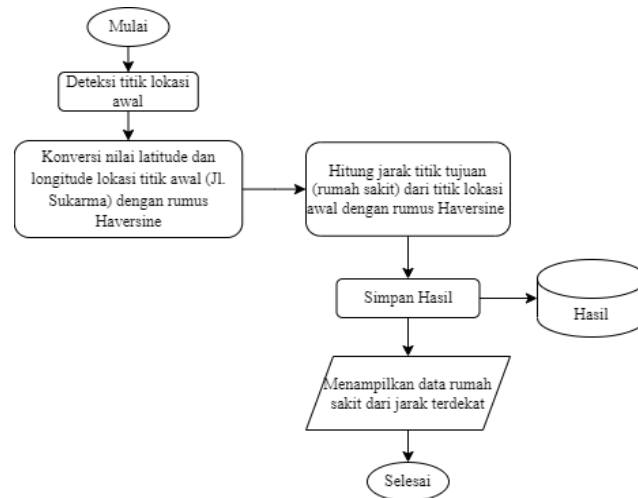 Mulai
Deteksi titik lokasi
awal
Konversi nilai latitude dan
longitude lokasi titik awal (Jl.
Sukarma) dengan rumus
Haversine
Hitung jarak titik tujuan
(rumah sakit) dari titik lokasi
awal dengan rumus Haversine
Simpan Hasil
Hasil
Menampilkan data rumah
sakit dari jarak terdekat
Selesai